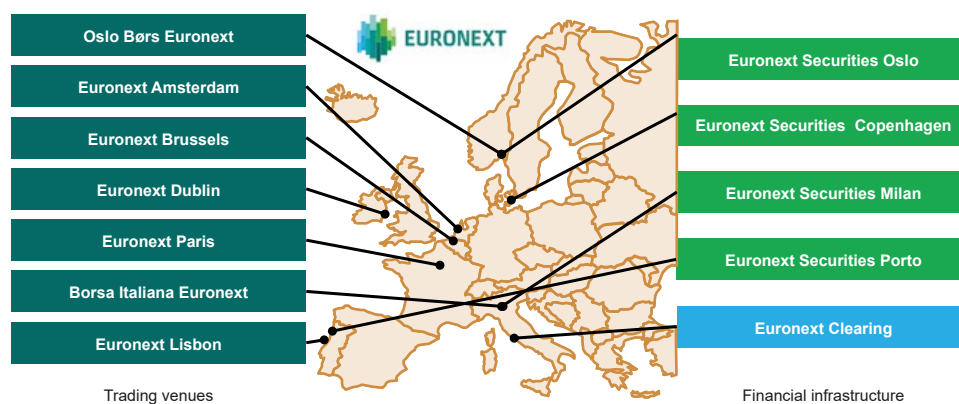 EURONEXT
Oslo Børs Euronext
Euronext Amsterdam
Euronext Brussels
Euronext Dublin
Euronext Paris
Borsa Italiana Euronext
Euronext Lisbon
Trading venues
Euronext Securities Oslo
Euronext Securities Copenhagen
Euronext Securities Milan
Euronext Securities Porto
Euronext Clearing
Financial infrastructure